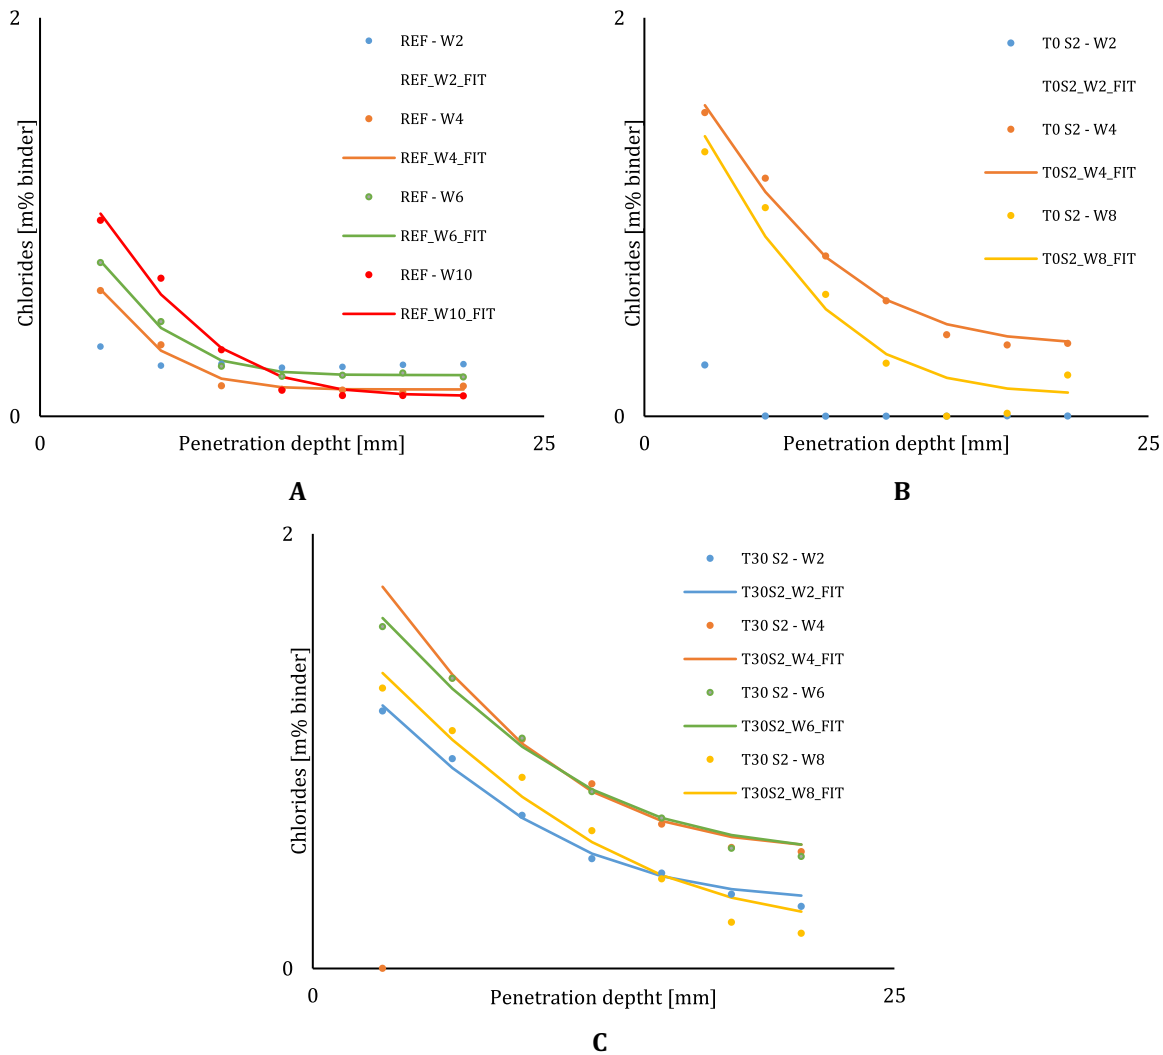 2
Chlorides [m% binder]
REF - W2
REF_W2_FIT
REF - W4
REF_W4_FIT
REF - W6
REF_W6_FIT
REF - W10
REF_W10_FIT
0
0
Penetration deptht [mm]
25
A
2
Chlorides [m% binder]
T0 S2 - W2
T0S2_W2_FIT
T0 S2 - W4
T0S2_W4_FIT
T0 S2 - W8
T0S2_W8_FIT
0
0
Penetration deptht [mm]
25
B
2
Chlorides [m% binder]
T30 S2 - W2
T30S2_W2_FIT
T30 S2 - W4
T30S2_W4_FIT
T30 S2 - W6
T30S2_W6_FIT
T30 S2 - W8
T30S2_W8_FIT
0
0
Penetration deptht [mm]
25
C